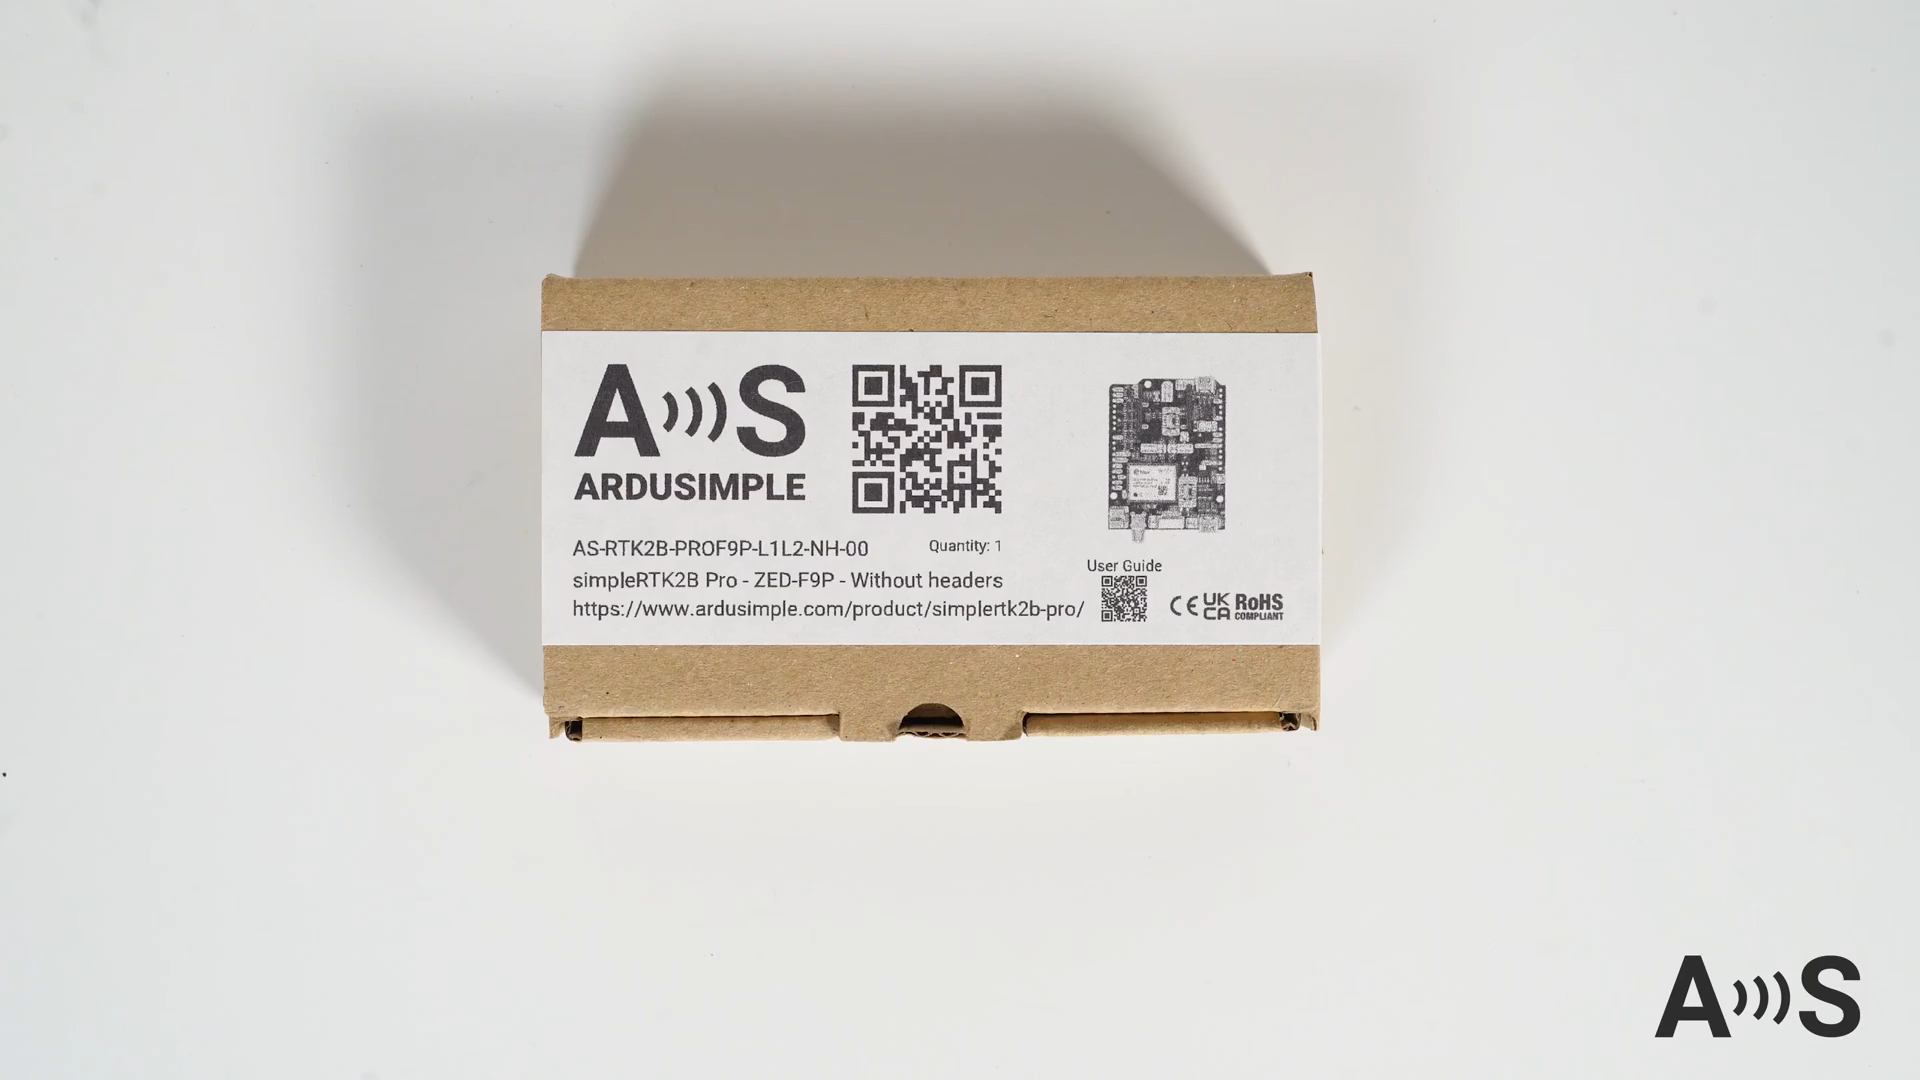 A S
ARDUSIMPLE
AS-RTK2B-PROF9P-L1L2-NH-00
Quantity: 1
simpleRTK2B Pro - ZED-F9P - Without headers
https://www.ardusimple.com/product/simplertk2b-pro/
User Guide
CE UK CA RoHS
COMPLIANT
A S